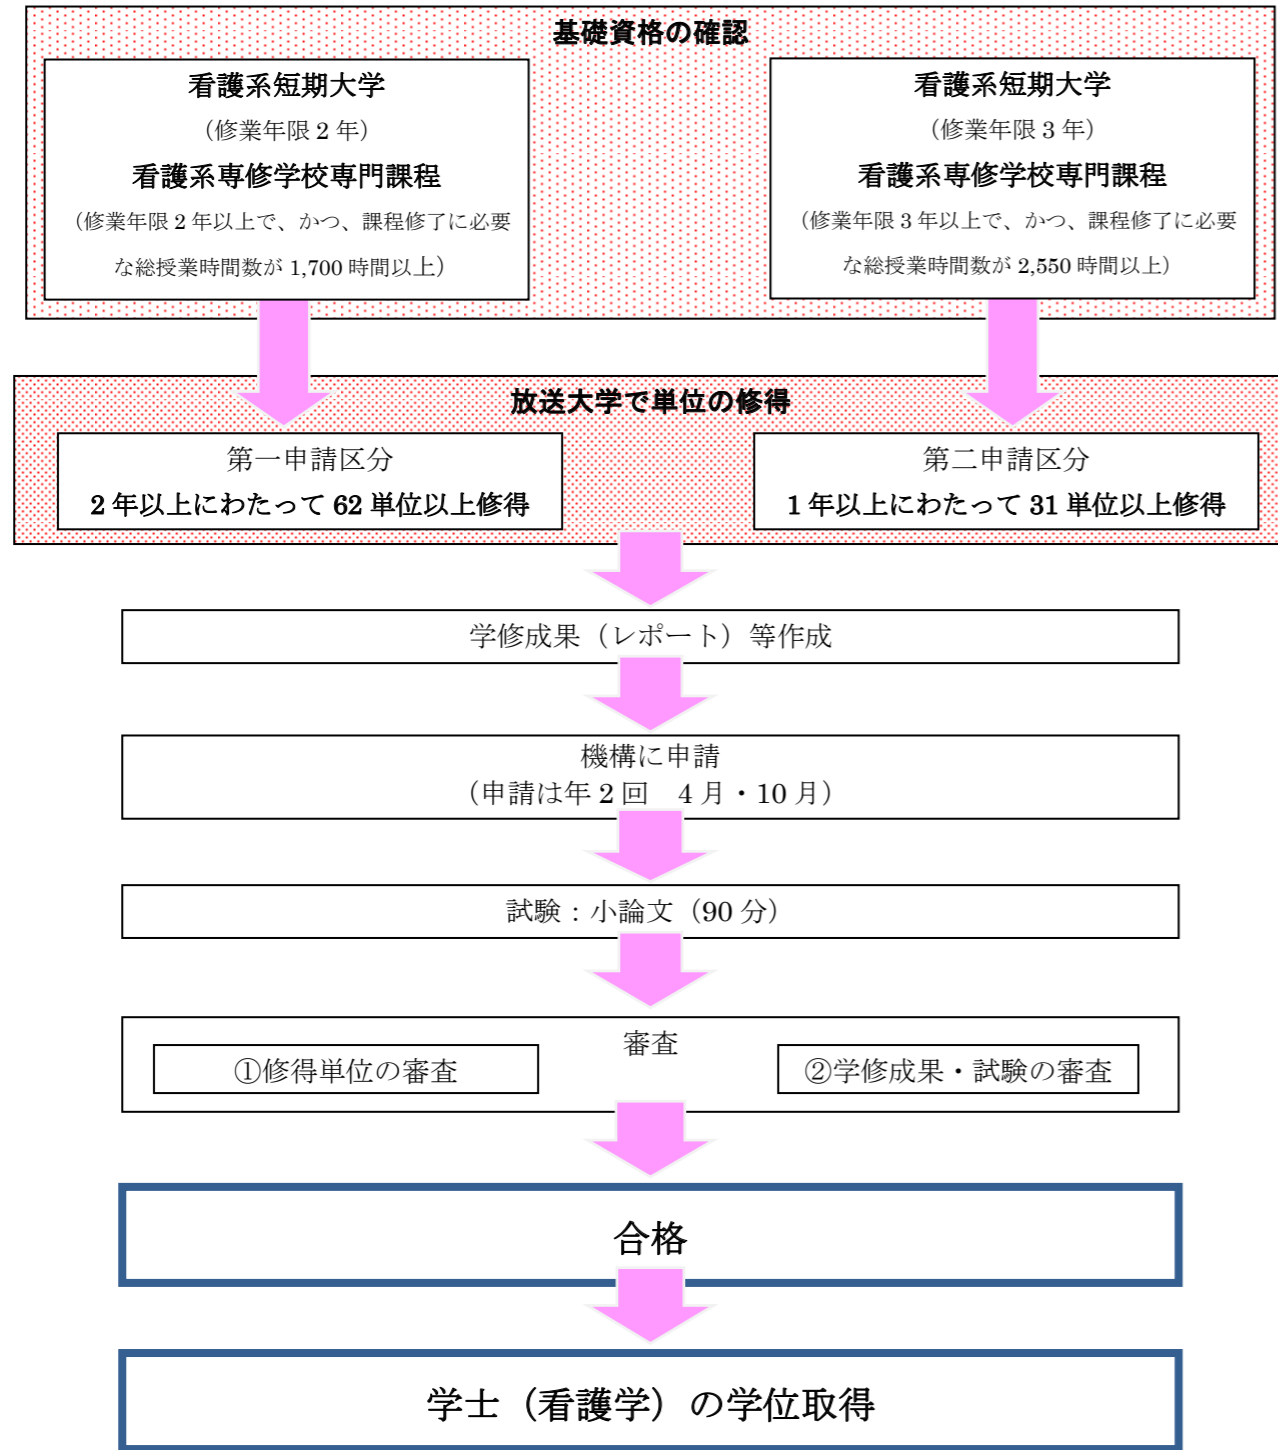 基礎資格の確認
看護系短期大学
（修業年限 2 年）
看護系専修学校専門課程
（修業年限 2 年以上で、かつ、課程修了に必要
な総授業時間数が 1,700 時間以上）
看護系短期大学
（修業年限 3 年）
看護系専修学校専門課程
（修業年限 3 年以上で、かつ、課程修了に必要
な総授業時間数が 2,550 時間以上）
放送大学で単位の修得
第一申請区分
2 年以上にわたって 62 単位以上修得
第二申請区分
1 年以上にわたって 31 単位以上修得
学修成果（レポート）等作成
機構に申請
（申請は年 2 回　4 月・10 月）
試験：小論文（90 分）
審査
①修得単位の審査
②学修成果・試験の審査
合格
学士（看護学）の学位取得